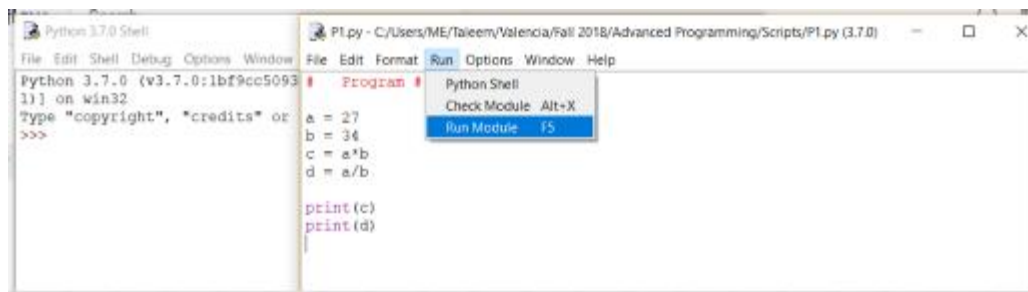 Python 3.7.0 Shell
File Edit Shell Debug Options Window
Python 3.7.0 (v3.7.0:1bf9cc5093
1)] on win32
Type "copyright", "credits" or
>>>
P1.py - C:/Users/ME/Taleem/Valencia/Fall 2018/Advanced Programming/Scripts/P1.py (3.7.0)
File Edit Format Run Options Window Help
# Program #
Python Shell
Check Module Alt+X
Run Module F5
a = 27
b = 34
c = a*b
d = a/b
print(c)
print(d)